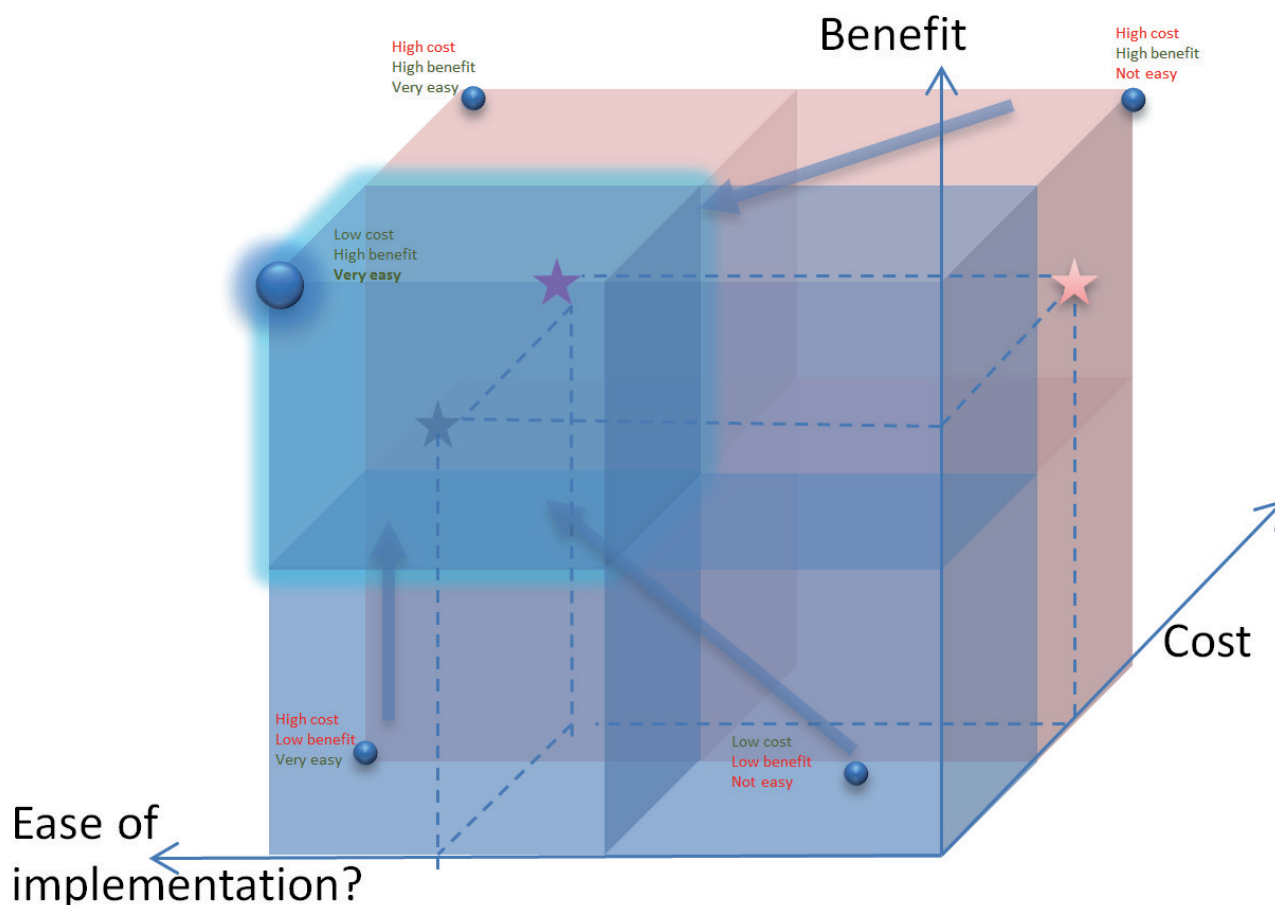 Benefit
High cost
High benefit
Very easy
High cost
High benefit
Not easy
Low cost
High benefit
Very easy
Cost
High cost
Low benefit
Very easy
Low cost
Low benefit
Not easy
Ease of
implementation?